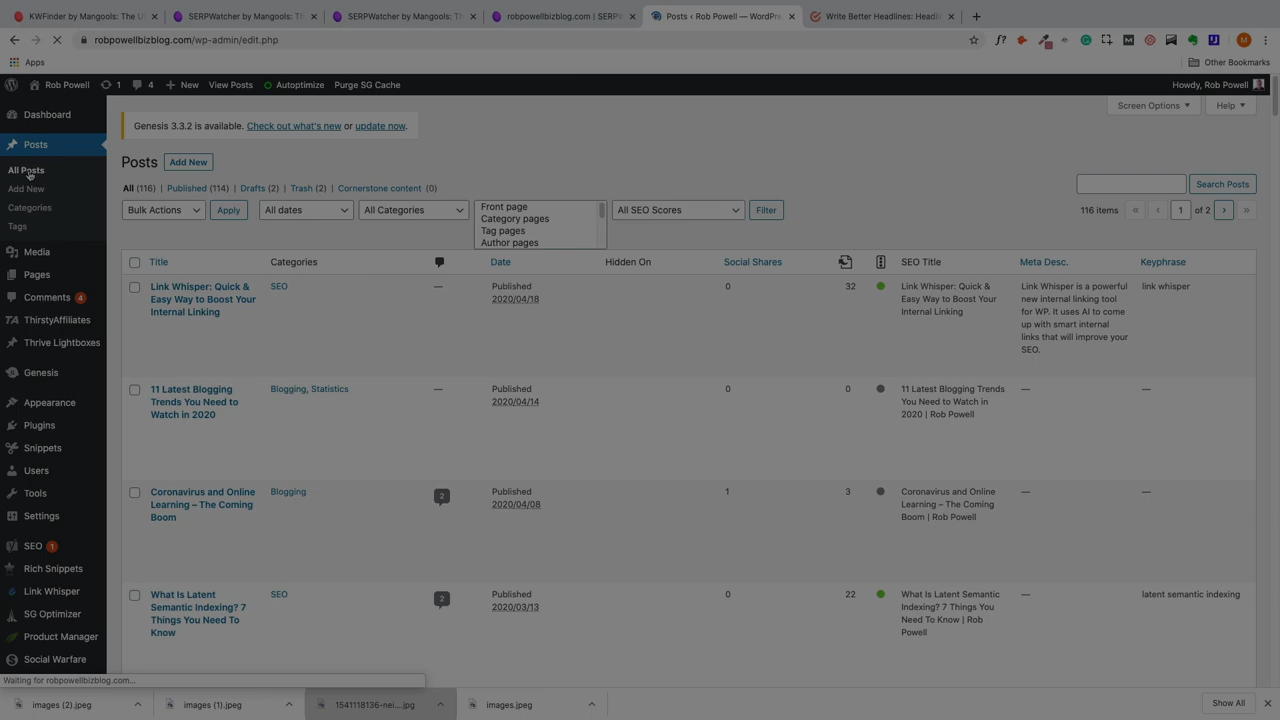 KWFinder by Mangools: The U
SERPWatcher by Mangools: T
SERPWatcher by Mangools: T
robpowellbizblog.com | SERP
Posts ‹ Rob Powell — WordPre
Write Better Headlines: Headl
robpowellbizblog.com/wp-admin/edit.php
Apps
Other Bookmarks
Rob Powell 1 4 New View Posts Autoptimize Purge SG Cache Howdy, Rob Powell
Screen Options Help
Dashboard
Posts
All Posts
Add New
Categories
Tags
Media
Pages
Comments 4
ThirstyAffiliates
Thrive Lightboxes
Genesis
Appearance
Plugins
Snippets
Users
Tools
Settings
SEO 1
Rich Snippets
Link Whisper
SG Optimizer
Product Manager
Social Warfare
Genesis 3.3.2 is available. Check out what's new or update now.
Posts Add New
All (116) Published (114) Drafts (2) Trash (2) Cornerstone content (0)
Search Posts
Bulk Actions Apply All dates All Categories
Front page
Category pages
Tag pages
Author pages
All SEO Scores Filter
116 items « ‹ 1 of 2 › »
Title Categories Date Hidden On Social Shares SEO Title Meta Desc. Keyphrase
Link Whisper: Quick &
Easy Way to Boost Your
Internal Linking
SEO
—
Published
2020/04/18
0
32
Link Whisper: Quick &
Easy Way to Boost Your
Internal Linking
Link Whisper is a powerful
new internal linking tool
for WP. It uses AI to come
up with smart internal
links that will improve your
SEO.
link whisper
11 Latest Blogging
Trends You Need to
Watch in 2020
Blogging, Statistics
—
Published
2020/04/14
0
0
11 Latest Blogging
Trends You Need to
Watch in 2020 | Rob Powell
—
—
Coronavirus and Online
Learning – The Coming
Boom
Blogging
2
Published
2020/04/08
1
3
Coronavirus and Online
Learning – The Coming
Boom | Rob Powell
—
—
What Is Latent
Semantic Indexing? 7
Things You Need To
Know
SEO
2
Published
2020/03/13
0
22
What Is Latent Semantic
Indexing? 7 Things You
Need To Know | Rob
Powell
—
latent semantic indexing
Waiting for robpowellbizblog.com...
images (2).jpeg
images (1).jpeg
1541118136-nei....jpg
images.jpeg
Show All